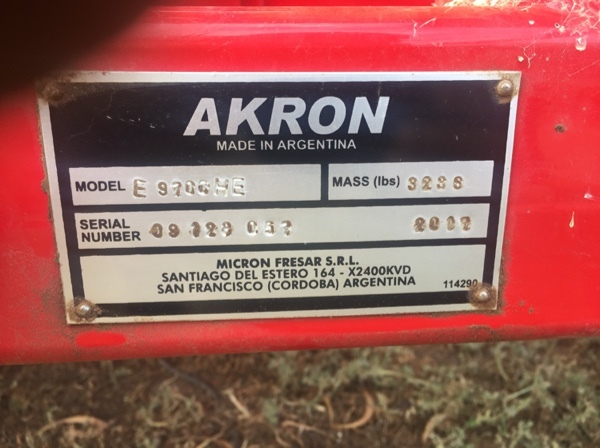 AKRON
MADE IN ARGENTINA
MODEL
MASS (lbs)
SERIAL
NUMBER
MICRON FRESAR S.R.L.
SANTIAGO DEL ESTERO 164 - X2400KVD
SAN FRANCISCO (CORDOBA) ARGENTINA
114290